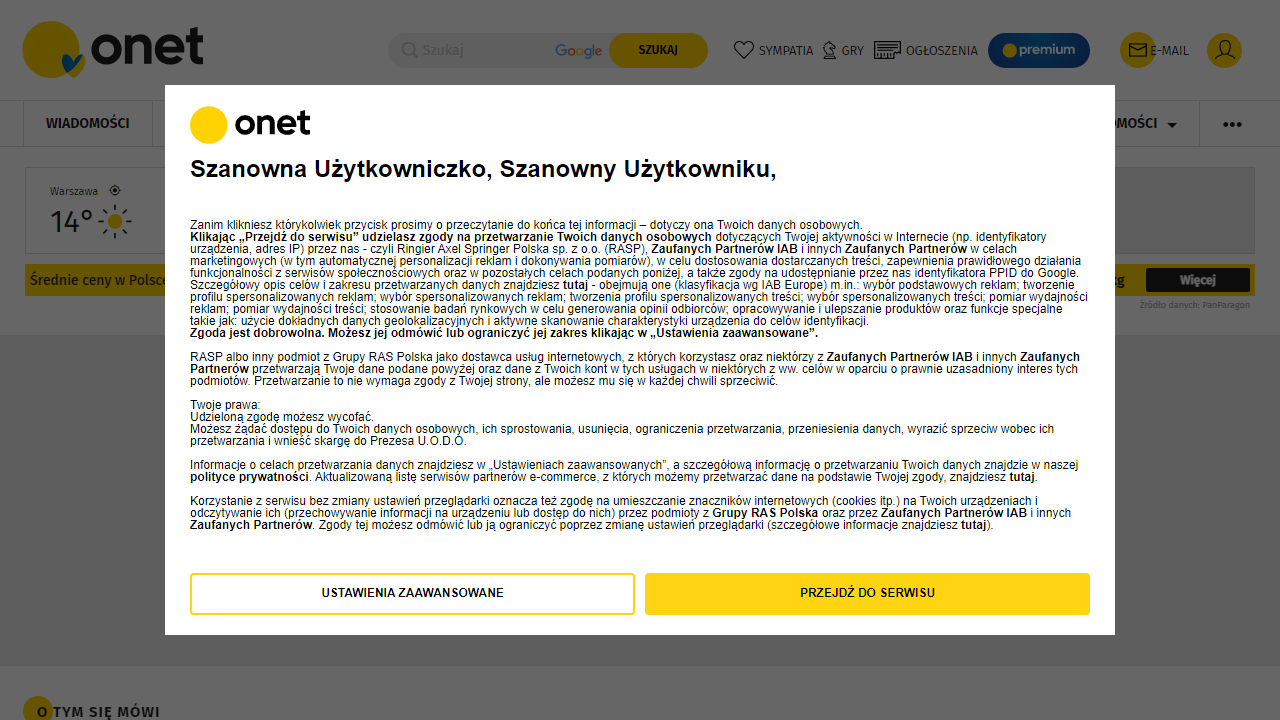 onet
Szukaj
Google
SZUKAJ
SYMPATIA
GRY
OGŁOSZENIA
premium
E-MAIL
WIADOMOŚCI
OMOŚCI
Warszawa
14°
Średnie ceny w Polsce
Więcej
Źródło danych: PanParagon
onet
Szanowna Użytkowniczko, Szanowny Użytkowniku,
Zanim klikniesz którykolwiek przycisk prosimy o przeczytanie do końca tej informacji – dotyczy ona Twoich danych osobowych.
Klikając „Przejdź do serwisu” udzielasz zgody na przetwarzanie Twoich danych osobowych dotyczących Twojej aktywności w Internecie (np. identyfikatory
urządzenia, adres IP) przez nas - czyli Ringier Axel Springer Polska sp. z o.o. (RASP), Zaufanych Partnerów IAB i innych Zaufanych Partnerów w celach
marketingowych (w tym automatycznej personalizacji reklam i dokonywania pomiarów), w celu dostosowania dostarczanych treści, zapewnienia prawidłowego działania
funkcjonalności z serwisów społecznościowych oraz w pozostałych celach podanych poniżej, a także zgody na udostępnianie przez nas identyfikatora PPID do Google.
Szczegółowy opis celów i zakresu przetwarzanych danych znajdziesz tutaj - obejmują one (klasyfikacja wg IAB Europe) m.in.: wybór podstawowych reklam; tworzenie
profilu spersonalizowanych reklam; wybór spersonalizowanych reklam; tworzenia profilu spersonalizowanych treści; wybór spersonalizowanych treści; pomiar wydajności
reklam; pomiar wydajności treści; stosowanie badań rynkowych w celu generowania opinii odbiorców; opracowywanie i ulepszanie produktów oraz funkcje specjalne
takie jak: użycie dokładnych danych geolokalizacyjnych i aktywne skanowanie charakterystyki urządzenia do celów identyfikacji.
Zgoda jest dobrowolna. Możesz jej odmówić lub ograniczyć jej zakres klikając w „Ustawienia zaawansowane”.
RASP albo inny podmiot z Grupy RAS Polska jako dostawca usług internetowych, z których korzystasz oraz niektórzy z Zaufanych Partnerów IAB i innych Zaufanych
Partnerów przetwarzają Twoje dane podane powyżej oraz dane z Twoich kont w tych usługach w niektórych z ww. celów w oparciu o prawnie uzasadniony interes tych
podmiotów. Przetwarzanie to nie wymaga zgody z Twojej strony, ale możesz mu się w każdej chwili sprzeciwić.
Twoje prawa:
Udzieloną zgodę możesz wycofać.
Możesz żądać dostępu do Twoich danych osobowych, ich sprostowania, usunięcia, ograniczenia przetwarzania, przeniesienia danych, wyrazić sprzeciw wobec ich
przetwarzania i wnieść skargę do Prezesa U.O.D.O.
Informacje o celach przetwarzania danych znajdziesz w „Ustawieniach zaawansowanych”, a szczegółową informację o przetwarzaniu Twoich danych znajdzie w naszej
polityce prywatności. Aktualizowaną listę serwisów partnerów e-commerce, z których możemy przetwarzać dane na podstawie Twojej zgody, znajdziesz tutaj.
Korzystanie z serwisu bez zmiany ustawień przeglądarki oznacza też zgodę na umieszczanie znaczników internetowych (cookies itp.) na Twoich urządzeniach i
odczytywanie ich (przechowywanie informacji na urządzeniu lub dostęp do nich) przez podmioty z Grupy RAS Polska oraz przez Zaufanych Partnerów IAB i innych
Zaufanych Partnerów. Zgody tej możesz odmówić lub ją ograniczyć poprzez zmianę ustawień przeglądarki (szczegółowe informacje znajdziesz tutaj).
USTAWIENIA ZAAWANSOWANE
PRZEJDŹ DO SERWISU
O TYM SIĘ MÓWI